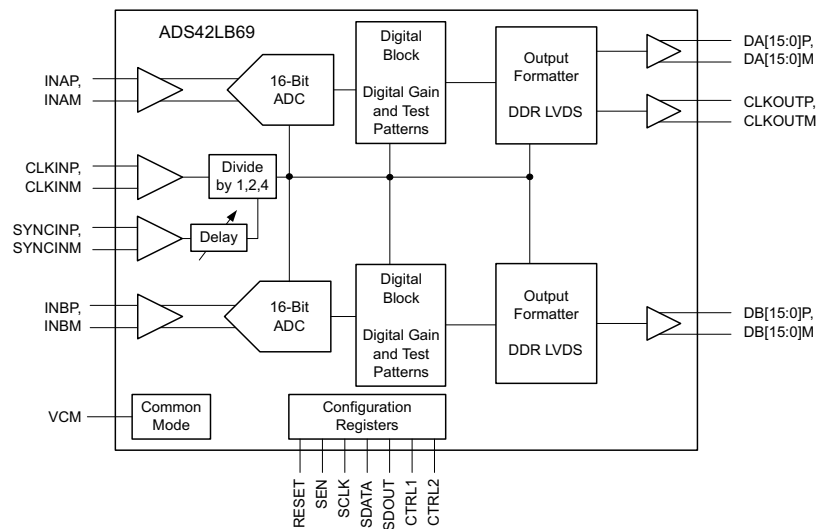 ADS42LB69
INAP,
INAM
16-Bit
ADC
Digital
Block
Digital Gain
and Test
Patterns
Output
Formatter
DDR LVDS
DA[15:0]P,
DA[15:0]M
CLKOUTP,
CLKOUTM
CLKINP,
CLKINM
Divide
by 1,2,4
SYNCINP,
SYNCINM
Delay
INBP,
INBM
16-Bit
ADC
Digital
Block
Digital Gain
and Test
Patterns
Output
Formatter
DDR LVDS
DB[15:0]P,
DB[15:0]M
VCM
Common
Mode
Configuration
Registers
RESET
SEN
SCLK
SDATA
SDOUT
CTRL1
CTRL2